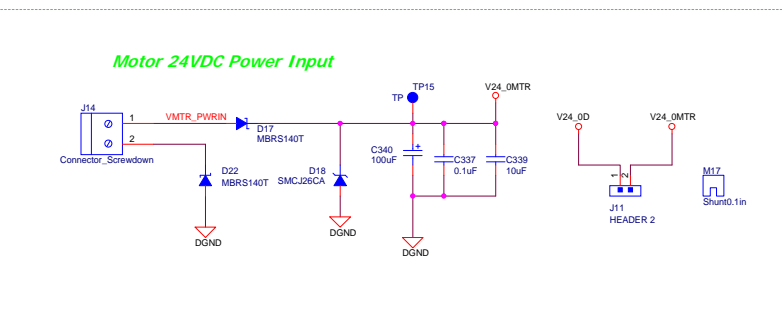 Motor 24VDC Power Input
J14
1
2
Connector_Screwdown
VMTR_PWRIN
D17
MBRS140T
D22
MBRS140T
DGND
D18
SMCJ26CA
DGND
TP
TP15
C340
100uF
+
C337
0.1uF
C339
10uF
DGND
V24_0MTR
V24_0D
V24_0MTR
1
2
J11
HEADER 2
M17
Shunt0.1in